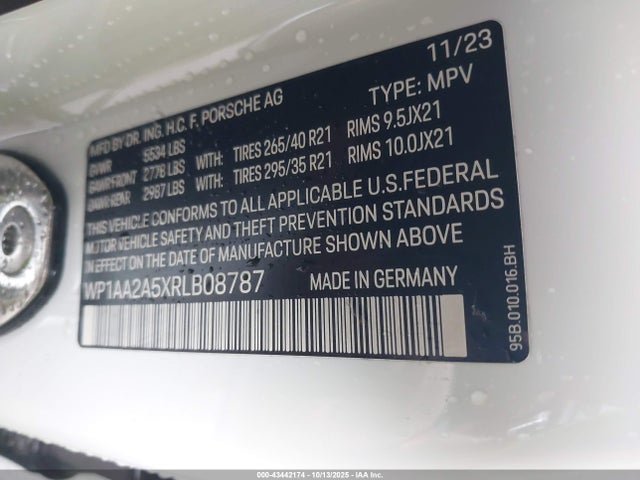 11/23
MFD BY DR. ING. H.C. F. PORSCHE AG TYPE: MPV
GVWR 5534 LBS
GAWR FRONT 2778 LBS WITH: TIRES 265/40 R21 RIMS 9.5JX21
GAWR REAR 2987 LBS WITH: TIRES 295/35 R21 RIMS 10.0JX21
THIS VEHICLE CONFORMS TO ALL APPLICABLE U.S.FEDERAL
MOTOR VEHICLE SAFETY AND THEFT PREVENTION STANDARDS
IN EFFECT ON THE DATE OF MANUFACTURE SHOWN ABOVE
WP1AA2A5XRLB08787 MADE IN GERMANY
95B.010.016.BH
000-43442174 | 10/13/2025 | IAA Inc.